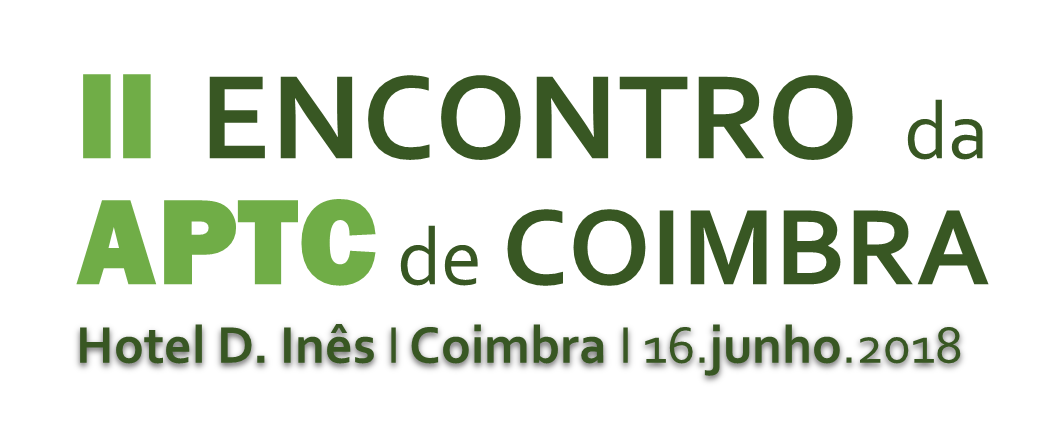 II ENCONTRO da
APTC de COIMBRA
Hotel D. Inês I Coimbra I 16.junho.2018